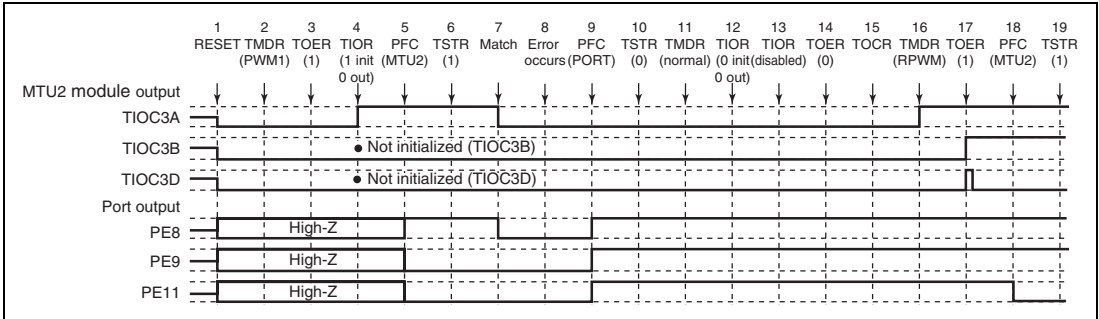 1 2 3 4 5 6 7 8 9 10 11 12 13 14 15 16 17 18 19
RESET TMDR TOER TIOR PFC TSTR Match Error PFC TSTR TMDR TIOR TIOR TOER TOCR TMDR TOER PFC TSTR
(PWM1) (1) (1 init (MTU2) (1) occurs (PORT) (0) (normal) (0 init (disabled) (0) (RPWM) (1) (MTU2) (1)
0 out) 0 out)
MTU2 module output
TIOC3A
TIOC3B • Not initialized (TIOC3B)
TIOC3D • Not initialized (TIOC3D)
Port output
PE8 High-Z
PE9 High-Z
PE11 High-Z